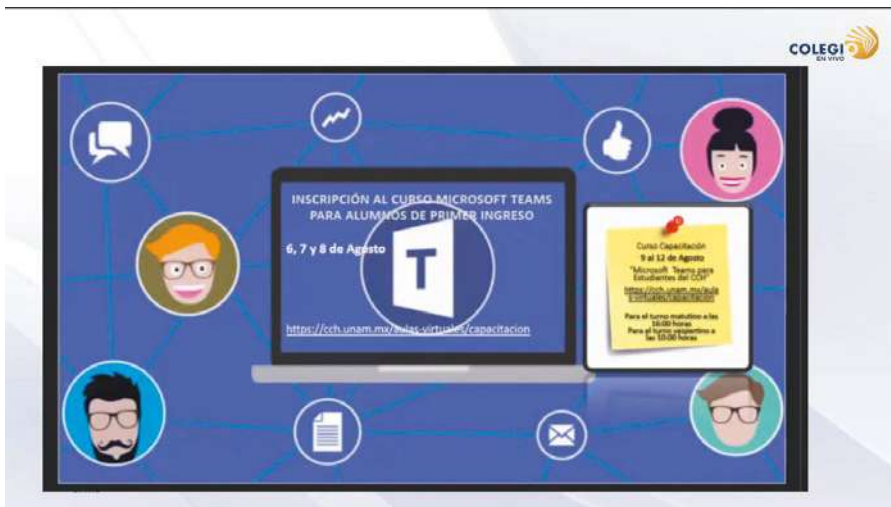 COLEGIO
EN VIVO
INSCRIPCIÓN AL CURSO MICROSOFT TEAMS
PARA ALUMNOS DE PRIMER INGRESO
6, 7 y 8 de Agosto
T
https://cch.unam.mx/aulas-virtuales/capacitacion
Curso Capacitación
9 al 12 de Agosto
"Microsoft Teams para
Estudiantes del CCH"
https://cch.unam.mx/aula
s-virtuales/capacitacion
Para el turno matutino a las
16:00 horas
Para el turno vespertino a
las 10:00 horas